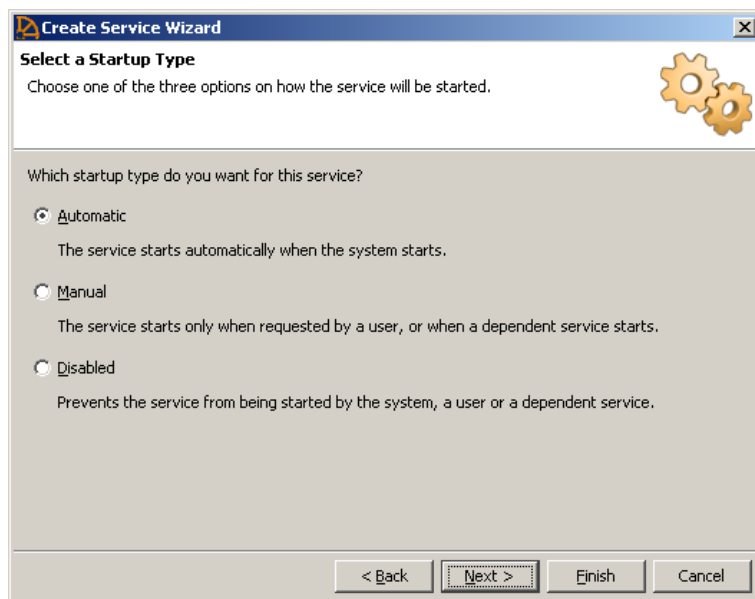 Create Service Wizard
Select a Startup Type
Choose one of the three options on how the service will be started.
Which startup type do you want for this service?
Automatic
The service starts automatically when the system starts.
Manual
The service starts only when requested by a user, or when a dependent service starts.
Disabled
Prevents the service from being started by the system, a user or a dependent service.
< Back Next > Finish Cancel